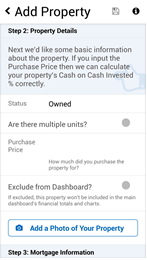 Add Property
Step 2: Property Details
Next we'd like some basic information
about the property. If you input the
Purchase Price then we can calculate
your property's Cash on Cash Invested
% correctly.
Status Owned
Are there multiple units?
Purchase
Price
How much did you purchase the
property for?
Exclude from Dashboard?
If excluded, this property won't be included in the main
dashboard's financial totals and charts.
Add a Photo of Your Property
Step 3: Mortgage Information